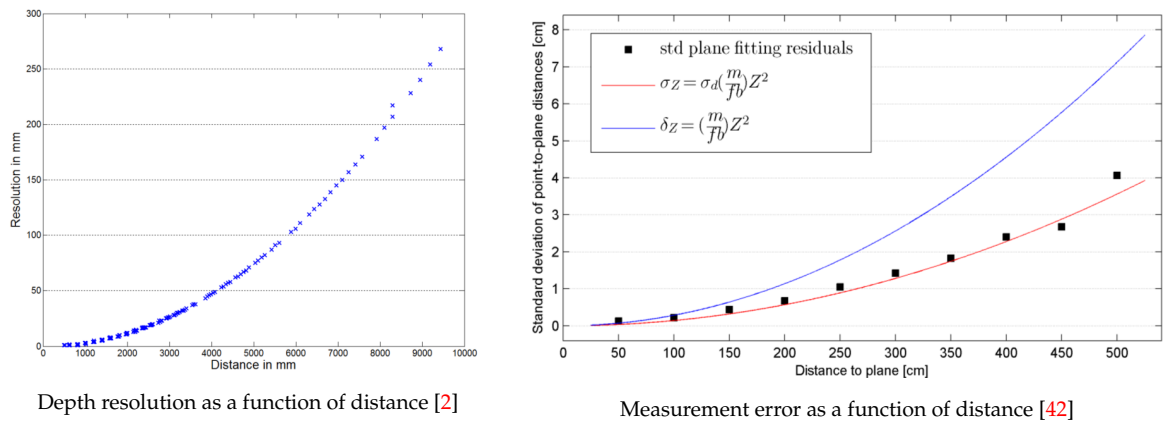 300
250
200
150
100
50
0
0 1000 2000 3000 4000 5000 6000 7000 8000 9000 10000
Resolution in mm
Distance in mm
Depth resolution as a function of distance [2]
8
7
6
5
4
3
2
1
0
0 50 100 150 200 250 300 350 400 450 500
Standard deviation of point-to-plane distances [cm]
std plane fitting residuals
σ_Z = σ_d(m/fb)Z²
δ_Z = (m/fb)Z²
Distance to plane [cm]
Measurement error as a function of distance [42]